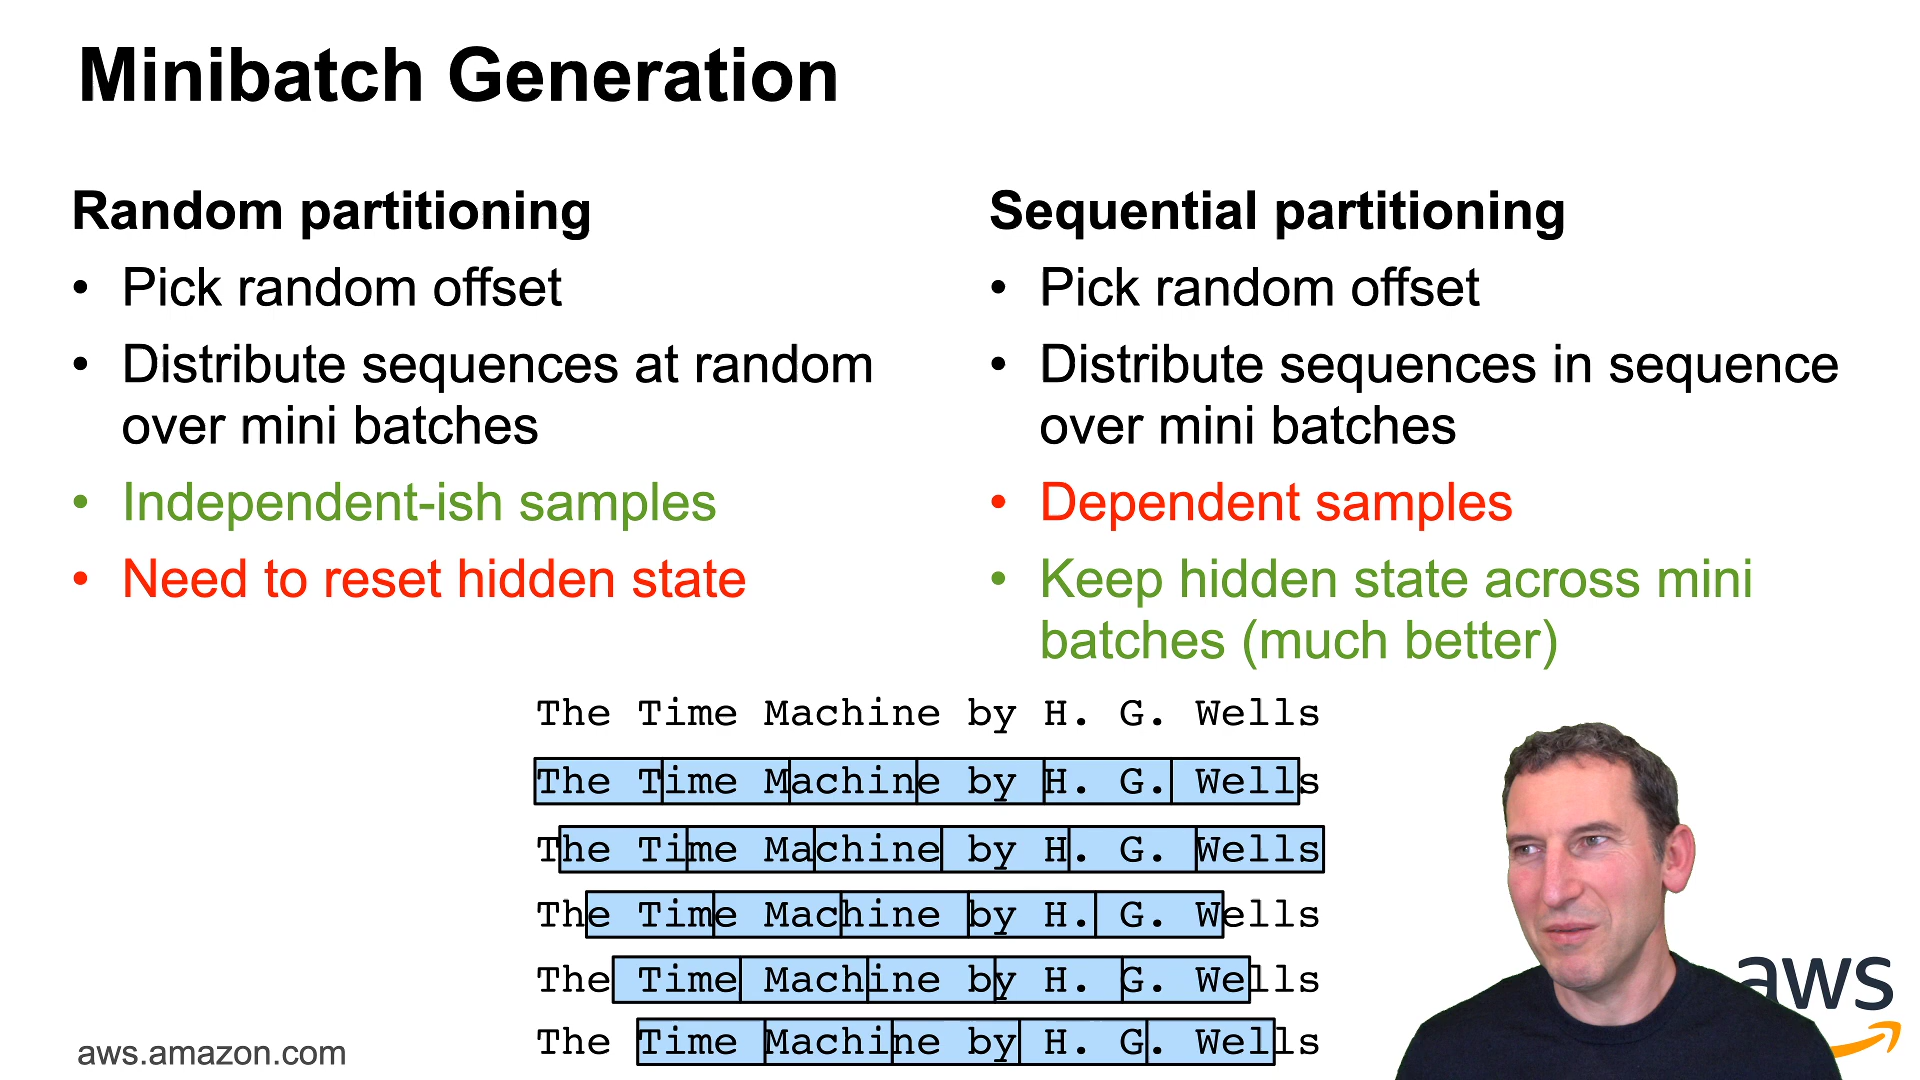 Minibatch Generation
Random partitioning
• Pick random offset
• Distribute sequences at random
over mini batches
• Independent-ish samples
• Need to reset hidden state
Sequential partitioning
• Pick random offset
• Distribute sequences in sequence
over mini batches
• Dependent samples
• Keep hidden state across mini
batches (much better)
The Time Machine by H. G. Wells
The Time Machine by H. G. Wells
The Time Machine by H. G. Wells
The Time Machine by H. G. Wells
The Time Machine by H. G. Wells
The Time Machine by H. G. Wells
aws.amazon.com
aws